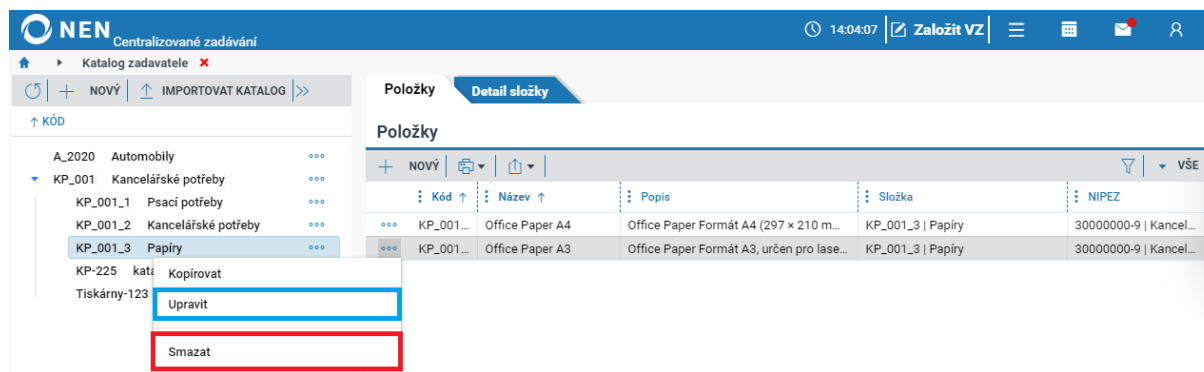 NEN Centralizované zadávání 14:04:07 Založit VZ
Katalog zadavatele
NOVÝ IMPORTOVAT KATALOG
↑ KÓD
A_2020 Automobily
KP_001 Kancelářské potřeby
KP_001_1 Psací potřeby
KP_001_2 Kancelářské potřeby
KP_001_3 Papíry
KP-225 kata
Tiskárny-123
Kopírovat
Upravit
Smazat
Položky Detail složky
Položky
NOVÝ VŠE
Kód ↑ Název ↑ Popis Složka NIPEZ
KP_001... Office Paper A4 Office Paper Formát A4 (297 × 210 m... KP_001_3 | Papíry 30000000-9 | Kancel...
KP_001... Office Paper A3 Office Paper Formát A3, určen pro lase... KP_001_3 | Papíry 30000000-9 | Kancel...